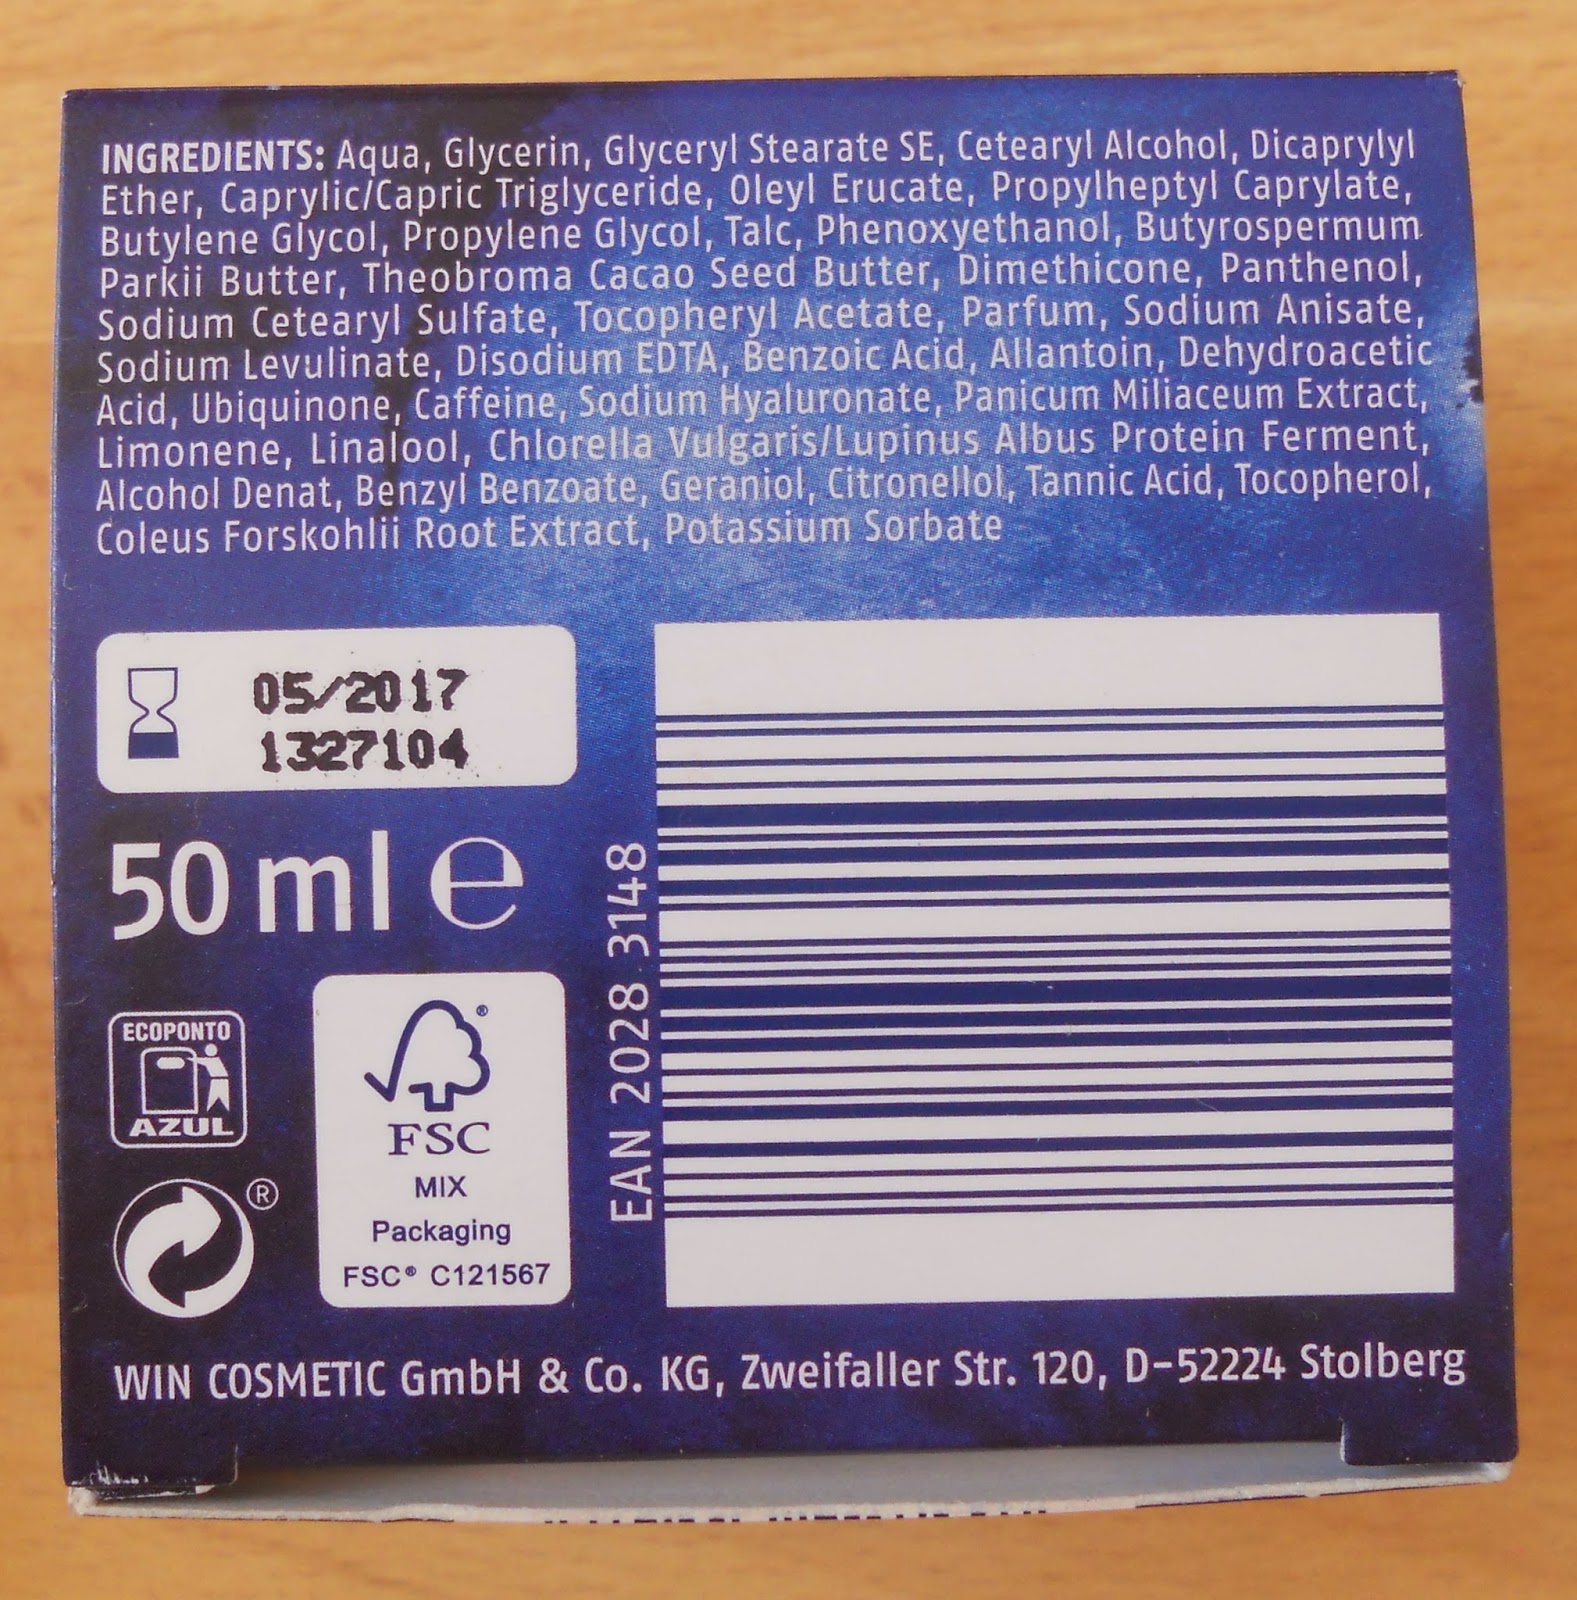 INGREDIENTS: Aqua, Glycerin, Glyceryl Stearate SE, Cetearyl Alcohol, Dicaprylyl
Ether, Caprylic/Capric Triglyceride, Oleyl Erucate, Propylheptyl Caprylate,
Butylene Glycol, Propylene Glycol, Talc, Phenoxyethanol, Butyrospermum
Parkii Butter, Theobroma Cacao Seed Butter, Dimethicone, Panthenol,
Sodium Cetearyl Sulfate, Tocopheryl Acetate, Parfum, Sodium Anisate,
Sodium Levulinate, Disodium EDTA, Benzoic Acid, Allantoin, Dehydroacetic
Acid, Ubiquinone, Caffeine, Sodium Hyaluronate, Panicum Miliaceum Extract,
Limonene, Linalool, Chlorella Vulgaris/Lupinus Albus Protein Ferment,
Alcohol Denat, Benzyl Benzoate, Geraniol, Citronellol, Tannic Acid, Tocopherol,
Coleus Forskohlii Root Extract, Potassium Sorbate
05/2017
1327104
50 ml e
EAN 2028 3148
ECOPONTO
AZUL
®
®
FSC
MIX
Packaging
FSC® C121567
WIN COSMETIC GmbH & Co. KG, Zweifaller Str. 120, D-52224 Stolberg